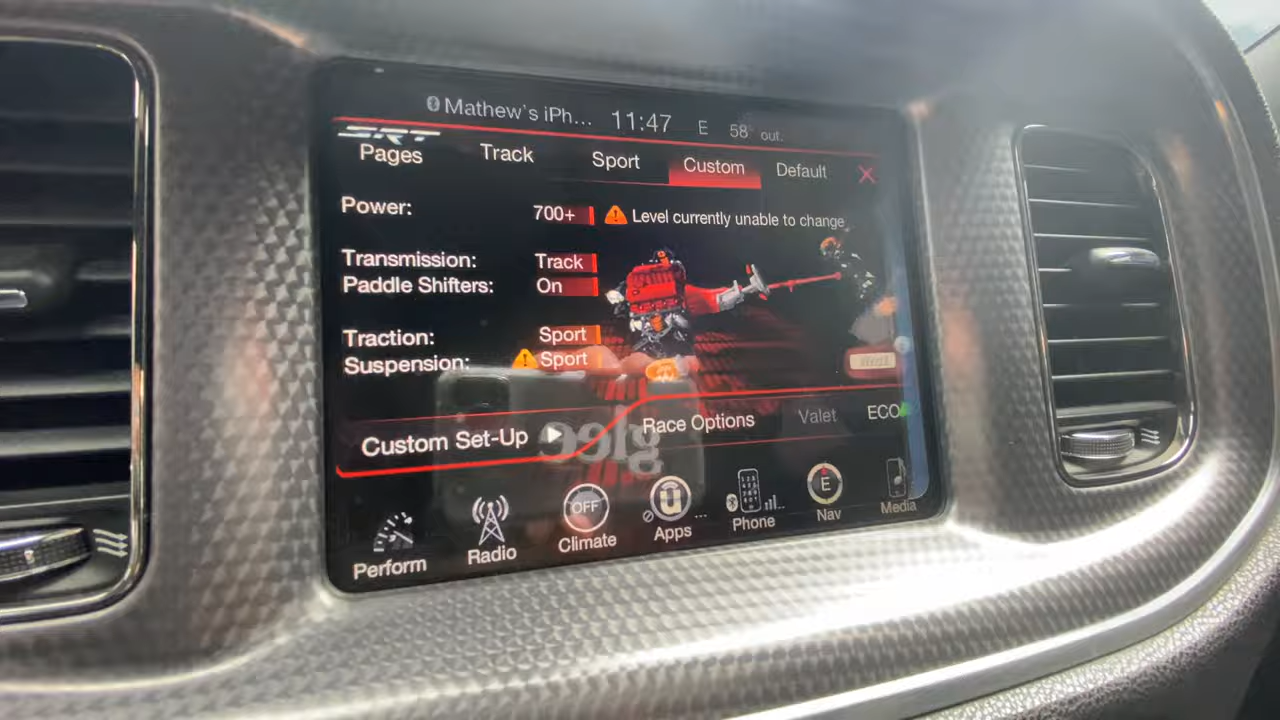 Mathew's iPh... 11:47 E 58° out.
SRT
Pages Track Sport Custom Default
Power: 700+ Level currently unable to change
Transmission: Track
Paddle Shifters: On
Traction: Sport
Suspension: Sport
Custom Set-Up Race Options Valet ECO
Perform Radio OFF Climate Apps Phone E Nav Media
glee